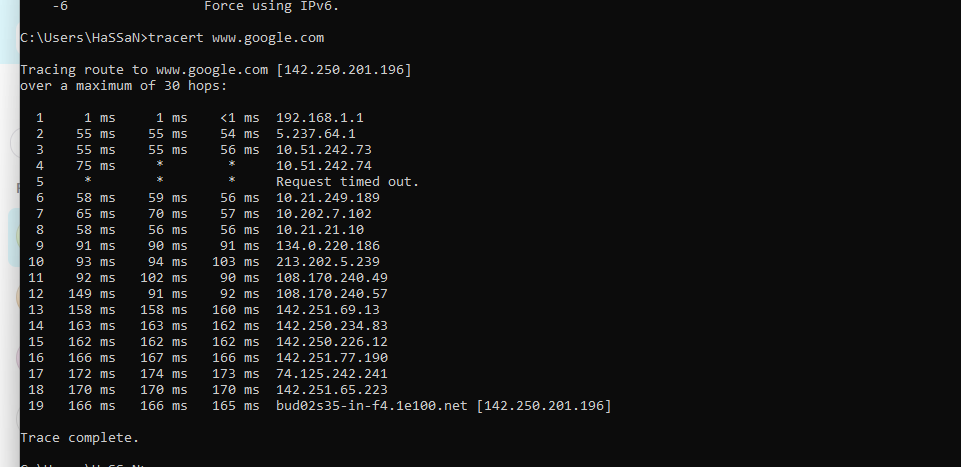 -6 Force using IPv6.
C:\Users\HaSSaN>tracert www.google.com
Tracing route to www.google.com [142.250.201.196]
over a maximum of 30 hops:
1 1 ms 1 ms <1 ms 192.168.1.1
2 55 ms 55 ms 54 ms 5.237.64.1
3 55 ms 55 ms 56 ms 10.51.242.73
4 75 ms * * 10.51.242.74
5 * * * Request timed out.
6 58 ms 59 ms 56 ms 10.21.249.189
7 65 ms 70 ms 57 ms 10.202.7.102
8 58 ms 56 ms 56 ms 10.21.21.10
9 91 ms 90 ms 91 ms 134.0.220.186
10 93 ms 94 ms 103 ms 213.202.5.239
11 92 ms 102 ms 90 ms 108.170.240.49
12 149 ms 91 ms 92 ms 108.170.240.57
13 158 ms 158 ms 160 ms 142.251.69.13
14 163 ms 163 ms 162 ms 142.250.234.83
15 162 ms 162 ms 162 ms 142.250.226.12
16 166 ms 167 ms 166 ms 142.251.77.190
17 172 ms 174 ms 173 ms 74.125.242.241
18 170 ms 170 ms 170 ms 142.251.65.223
19 166 ms 166 ms 165 ms bud02s35-in-f4.1e100.net [142.250.201.196]
Trace complete.